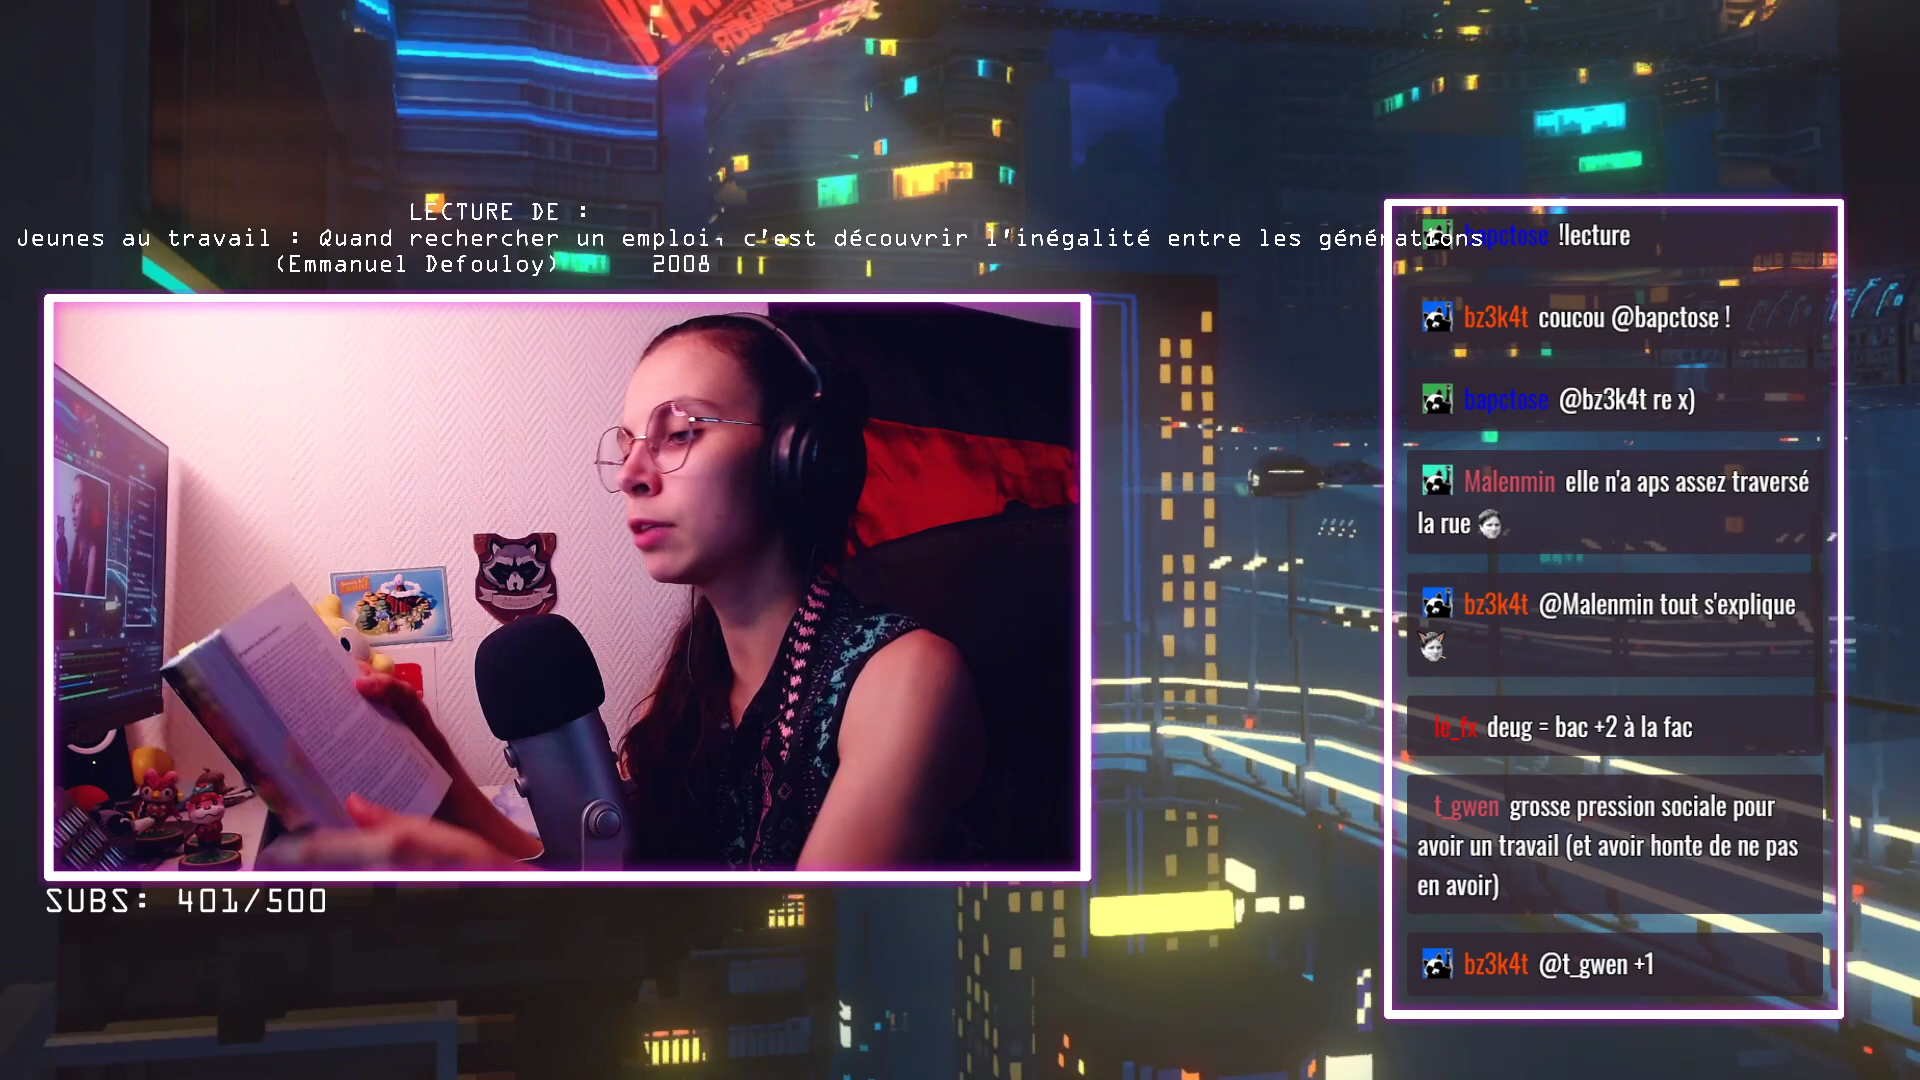 LECTURE DE :
Jeunes au travail : Quand rechercher un emploi, c'est découvrir l'inégalité entre les générations
(Emmanuel Defouloy) 2008
SUBS: 401/500
bapctose !lecture
bz3k4t coucou @bapctose !
bapctose @bz3k4t re x)
Malenmin elle n'a aps assez traversé
la rue
bz3k4t @Malenmin tout s'explique
le_fx deug = bac +2 à la fac
t_gwen grosse pression sociale pour
avoir un travail (et avoir honte de ne pas
en avoir)
bz3k4t @t_gwen +1